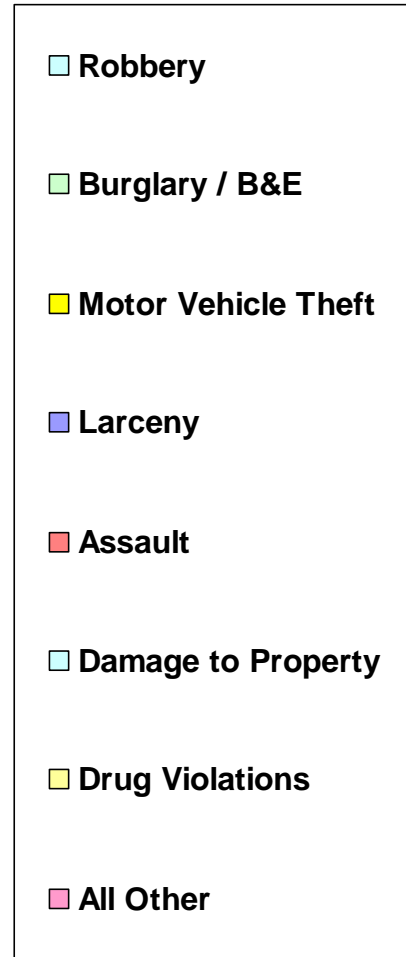 Robbery
Burglary / B&E
Motor Vehicle Theft
Larceny
Assault
Damage to Property
Drug Violations
All Other